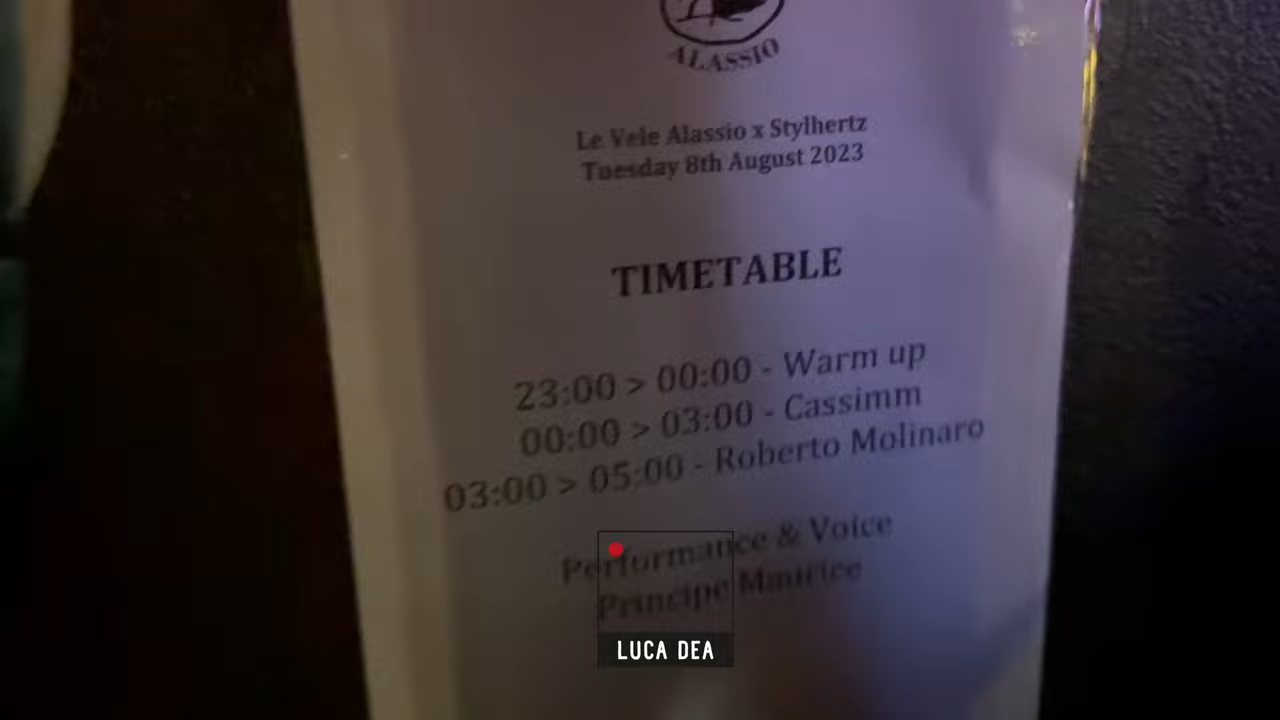 ALASSIO
Le Vele Alassio x Stylhertz
Tuesday 8th August 2023
TIMETABLE
23:00 > 00:00 - Warm up
00:00 > 03:00 - Cassimm
03:00 > 05:00 - Roberto Molinaro
Performance & Voice
Principe Maurice
LUCA DEA